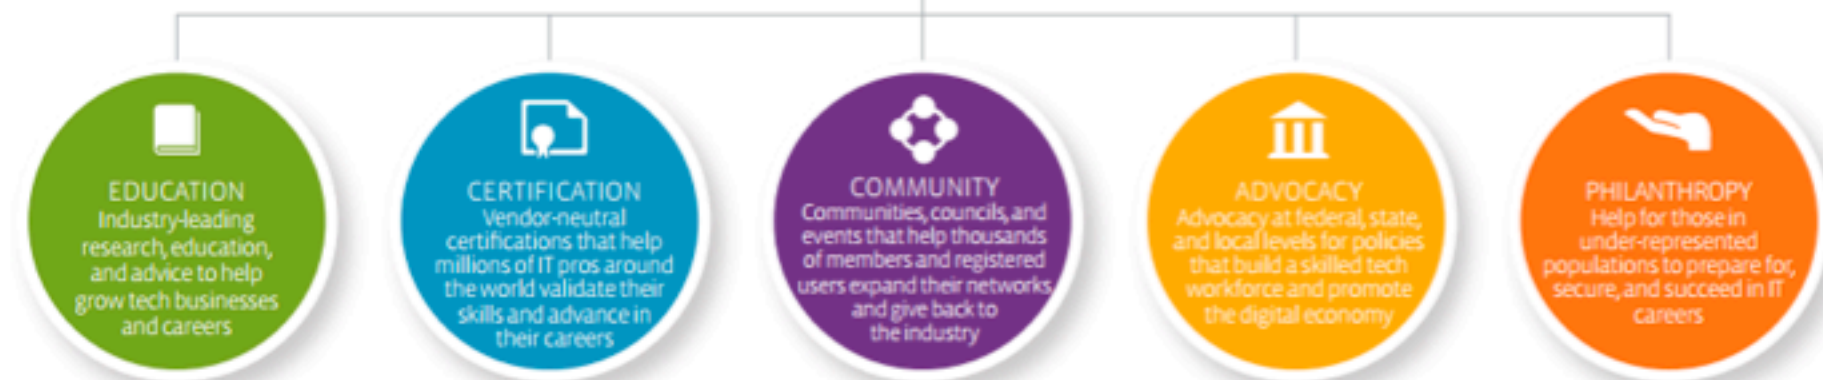 EDUCATION
Industry-leading
research, education,
and advice to help
grow tech businesses
and careers
CERTIFICATION
Vendor-neutral
certifications that help
millions of IT pros around
the world validate their
skills and advance in
their careers
COMMUNITY
Communities, councils, and
events that help thousands
of members and registered
users expand their networks
and give back to
the industry
ADVOCACY
Advocacy at federal, state,
and local levels for policies
that build a skilled tech
workforce and promote
the digital economy
PHILANTHROPY
Help for those in
under-represented
populations to prepare for,
secure, and succeed in IT
careers